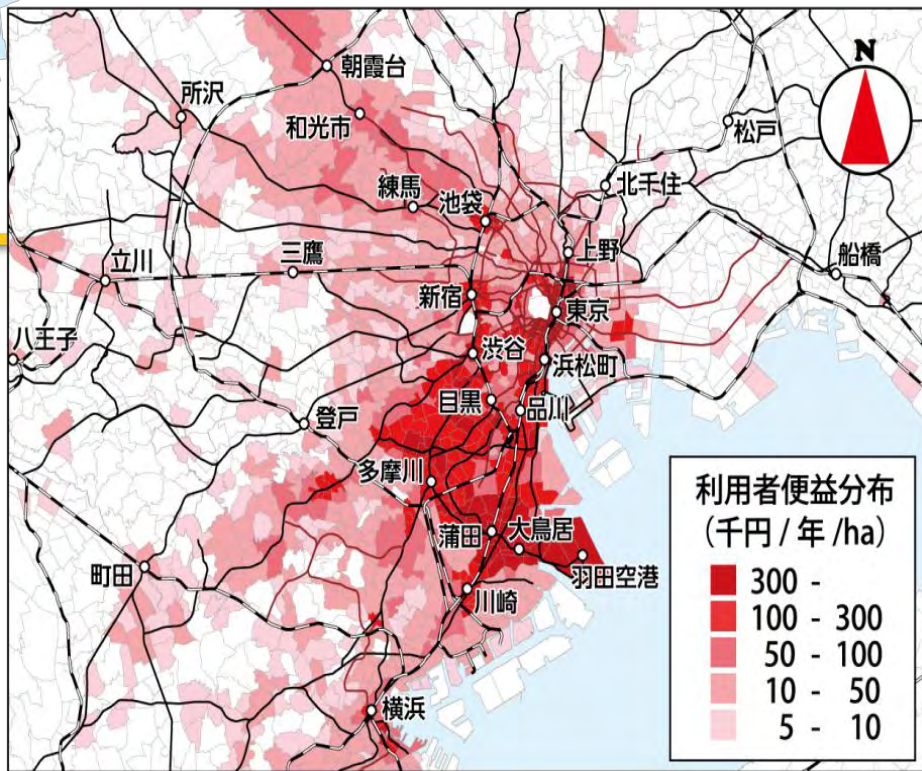 N
朝霞台
所沢
和光市
松戸
練馬
北千住
池袋
立川
三鷹
上野
船橋
新宿
東京
八王子
渋谷
浜松町
目黒
品川
登戸
多摩川
蒲田
大鳥居
羽田空港
町田
川崎
横浜
利用者便益分布
(千円 / 年 /ha)
300 -
100 - 300
50 - 100
10 - 50
5 - 10